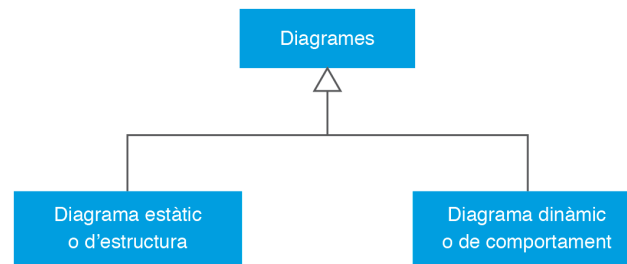 Diagrames
Diagrama estàtic
o d'estructura
Diagrama dinàmic
o de comportament